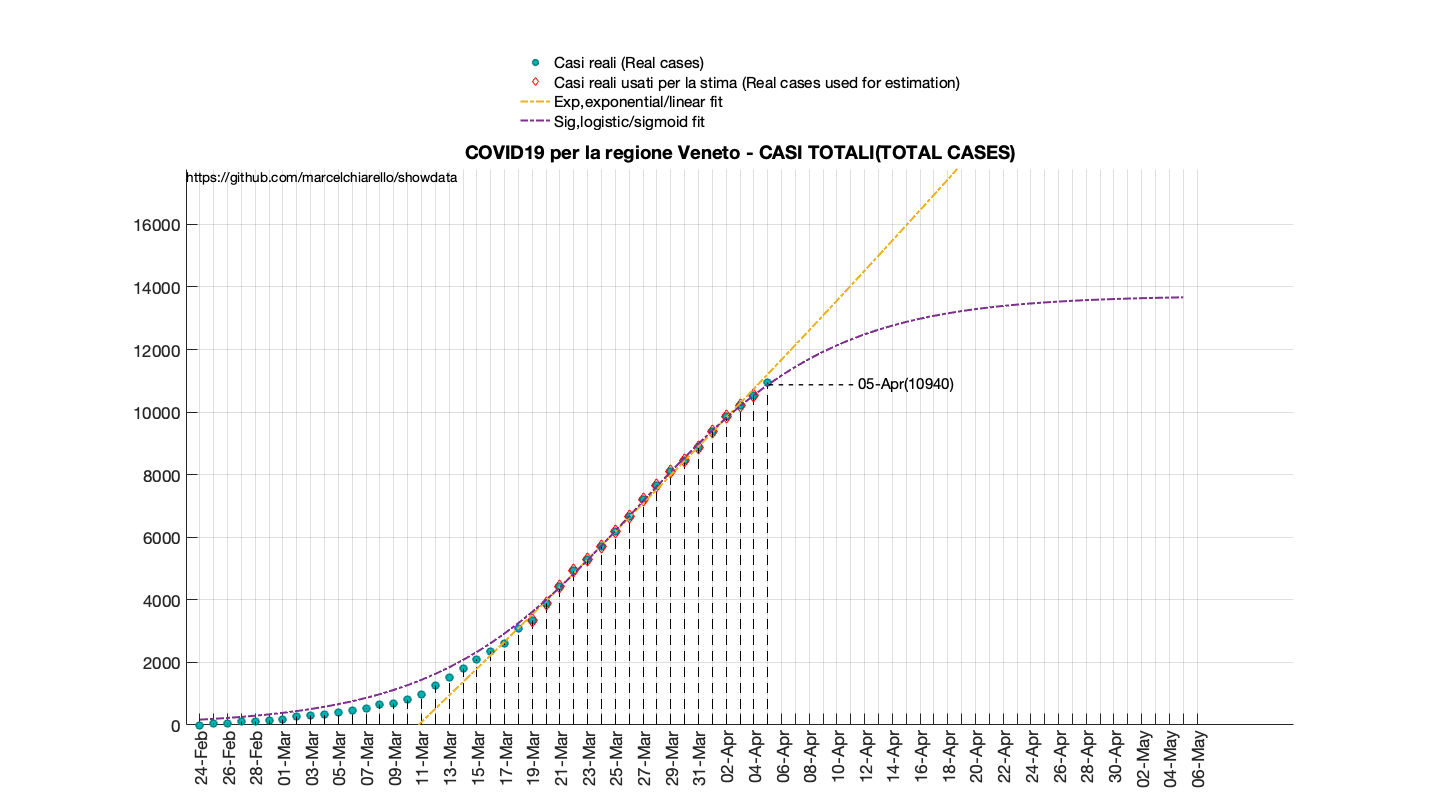 Casi reali (Real cases)
Casi reali usati per la stima (Real cases used for estimation)
Exp,exponential/linear fit
Sig,logistic/sigmoid fit
COVID19 per la regione Veneto - CASI TOTALI(TOTAL CASES)
https://github.com/marcelchiarello/showdata
16000
14000
12000
10000
8000
6000
4000
2000
0
05-Apr(10940)
24-Feb
26-Feb
28-Feb
01-Mar
03-Mar
05-Mar
07-Mar
09-Mar
11-Mar
13-Mar
15-Mar
17-Mar
19-Mar
21-Mar
23-Mar
25-Mar
27-Mar
29-Mar
31-Mar
02-Apr
04-Apr
06-Apr
08-Apr
10-Apr
12-Apr
14-Apr
16-Apr
18-Apr
20-Apr
22-Apr
24-Apr
26-Apr
28-Apr
30-Apr
02-May
04-May
06-May